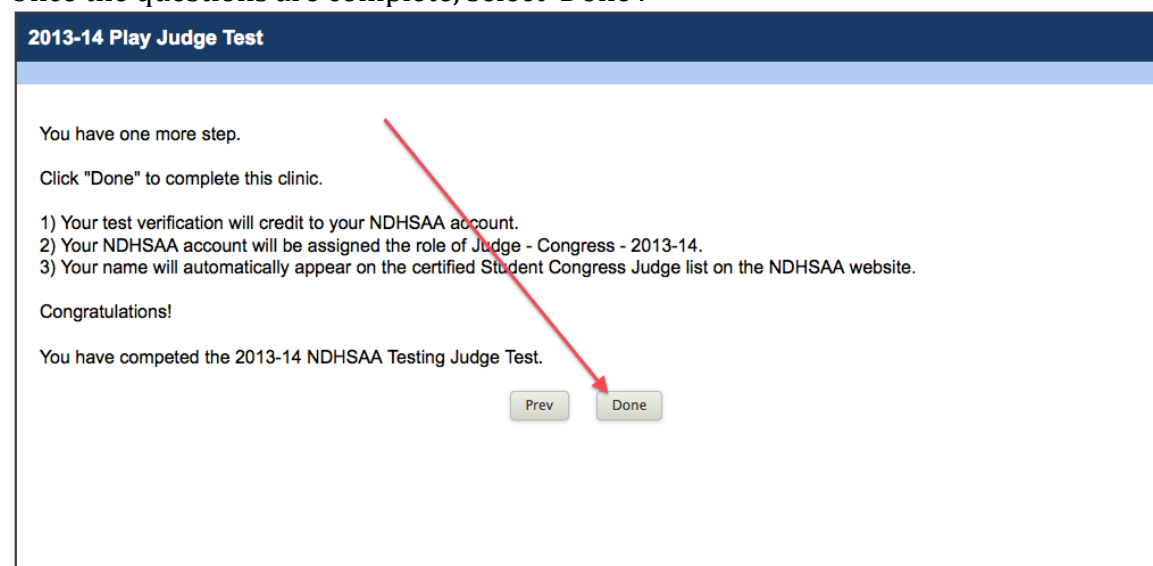 Once the questions are complete, select 'Done'.
2013-14 Play Judge Test
You have one more step.
Click "Done" to complete this clinic.
1) Your test verification will credit to your NDHSAA account.
2) Your NDHSAA account will be assigned the role of Judge - Congress - 2013-14.
3) Your name will automatically appear on the certified Student Congress Judge list on the NDHSAA website.
Congratulations!
You have competed the 2013-14 NDHSAA Testing Judge Test.
Prev Done